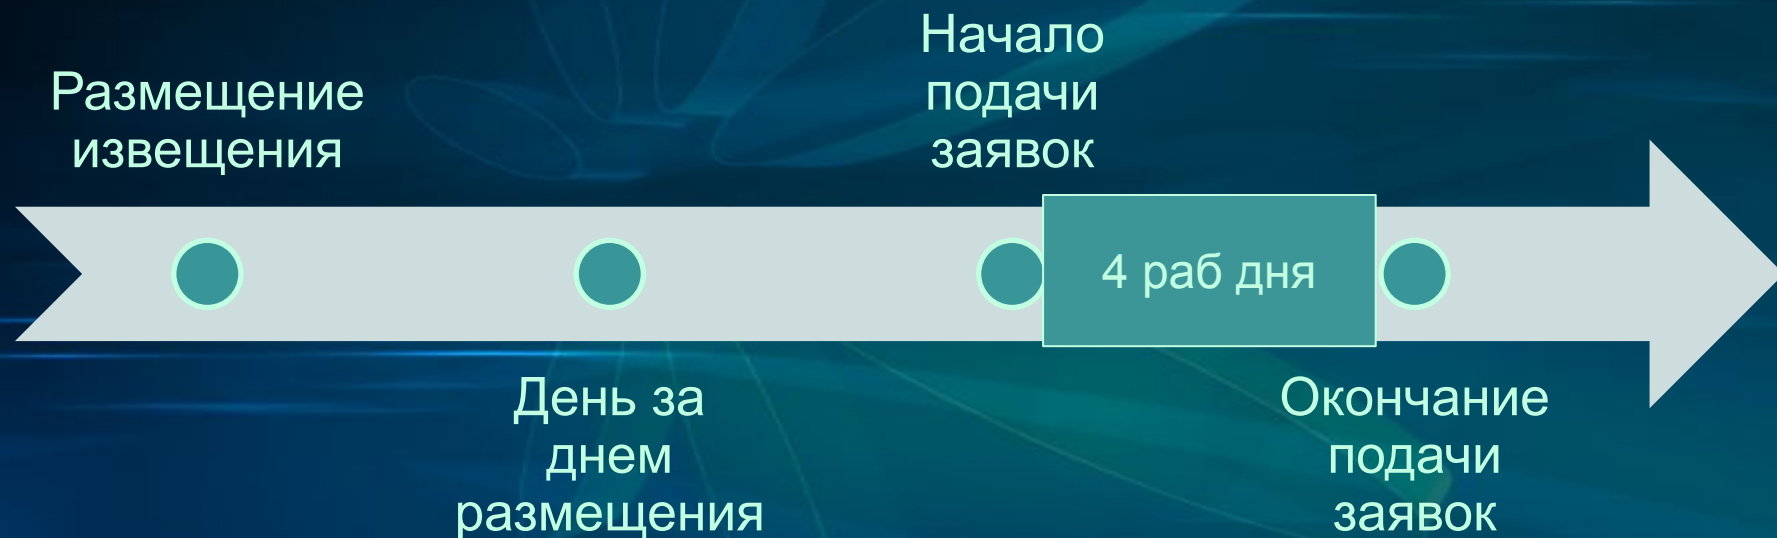 Размещение
извещения
День за
днем
размещения
Начало
подачи
заявок
4 раб дня
Окончание
подачи
заявок